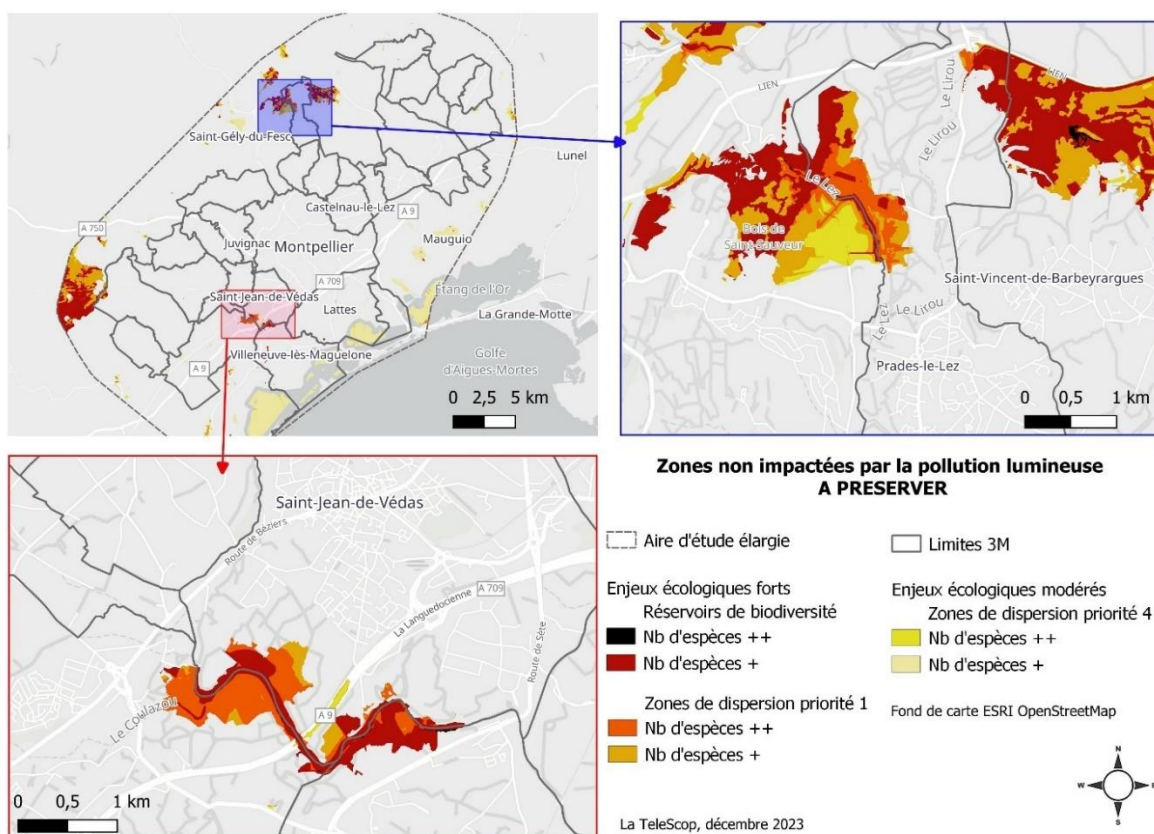 Saint-Gély-du-Fesc
Lunel
Castelnau-le-Lez
A 9
A 750
Mauguio
Juvignac
Montpellier
A 709
Étang de l'Or
Saint-Jean-de-Védas
Lattes
La Grande-Motte
Villeneuve-lès-Maguelone
A 9
Golfe
d'Aigues-Mortes
0 2,5 5 km
LIEN
LIEN
Le Lirou
Le Lirou
Le Lez
Bois de
Saint-Sauveur
Saint-Vincent-de-Barbeyrargues
Le Lez
Le Lirou
Prades-le-Lez
0 0,5 1 km
Saint-Jean-de-Védas
Route de Béziers
A 709
La Languedocienne
Route de Sète
A 9
Le Coulazou
0 0,5 1 km
Zones non impactées par la pollution lumineuse
A PRESERVER
Aire d'étude élargie
Limites 3M
Enjeux écologiques forts
Réservoirs de biodiversité
Nb d'espèces ++
Nb d'espèces +
Zones de dispersion priorité 1
Nb d'espèces ++
Nb d'espèces +
Enjeux écologiques modérés
Zones de dispersion priorité 4
Nb d'espèces ++
Nb d'espèces +
Fond de carte ESRI OpenStreetMap
N
W E
S
La TeleScop, décembre 2023